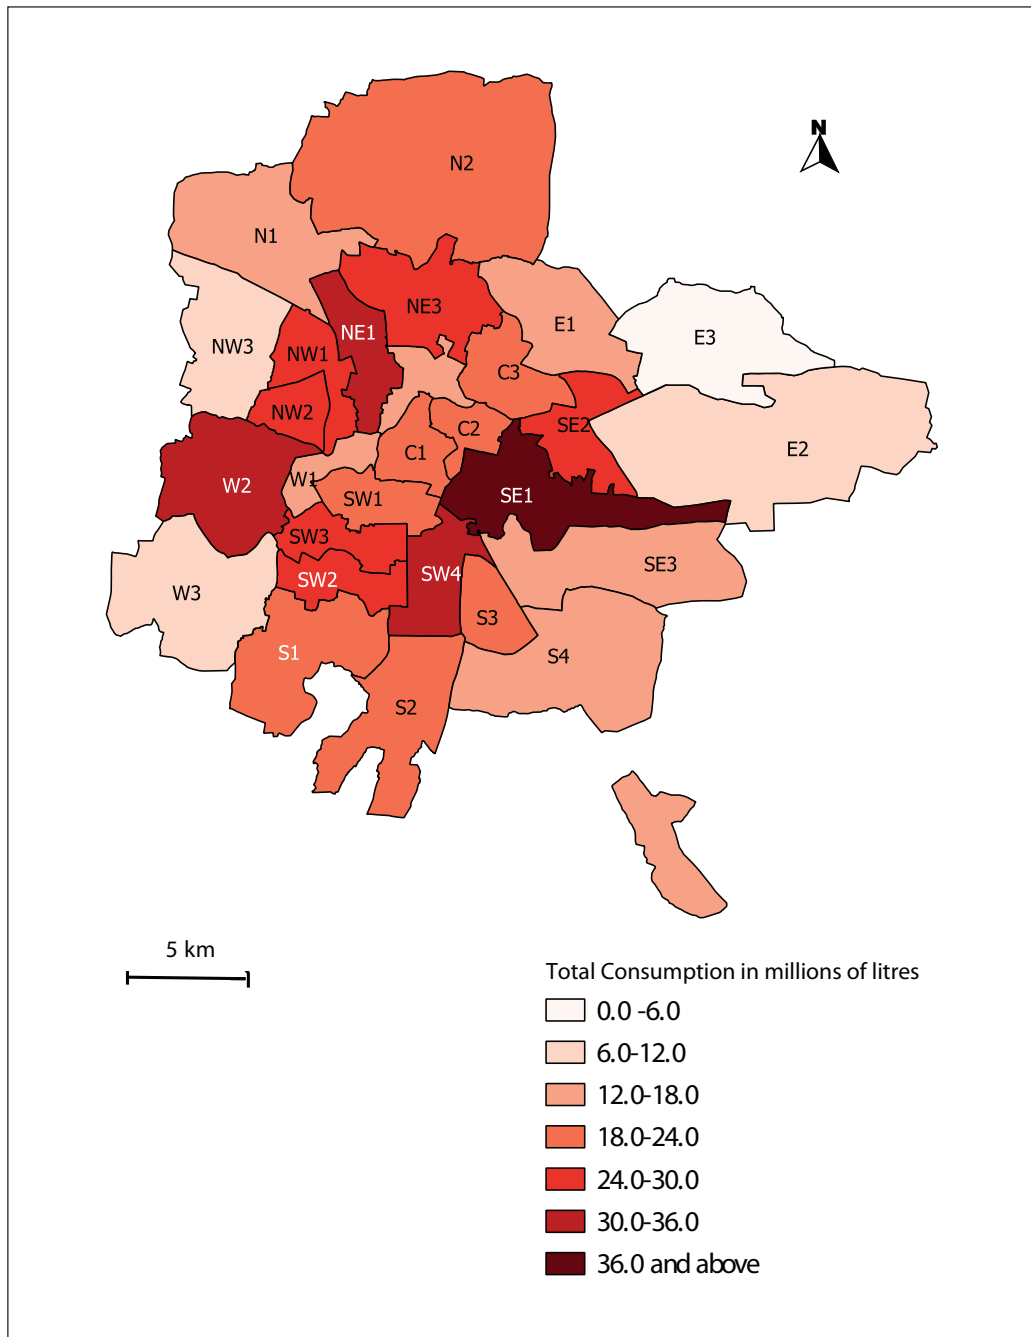 N
N2
N1
NE3
E1
E3
NE1
NW3
NW1
C3
NW2
C2
SE2
E2
C1
W2
W1
SW1
SE1
SW3
SE3
SW4
SW2
W3
S3
S1
S4
S2
5 km
Total Consumption in millions of litres
0.0 -6.0
6.0-12.0
12.0-18.0
18.0-24.0
24.0-30.0
30.0-36.0
36.0 and above